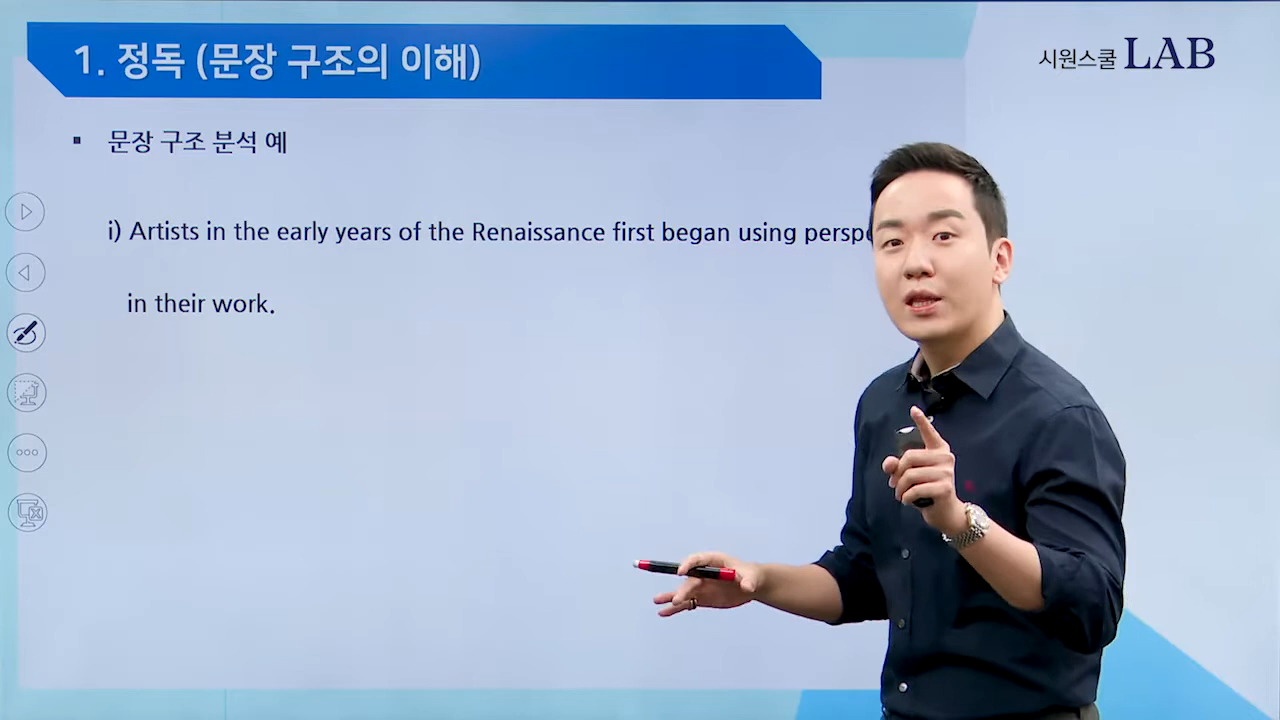 1. 정독 (문장 구조의 이해)
시원스쿨 LAB
▪ 문장 구조 분석 예
i) Artists in the early years of the Renaissance first began using
in their work.